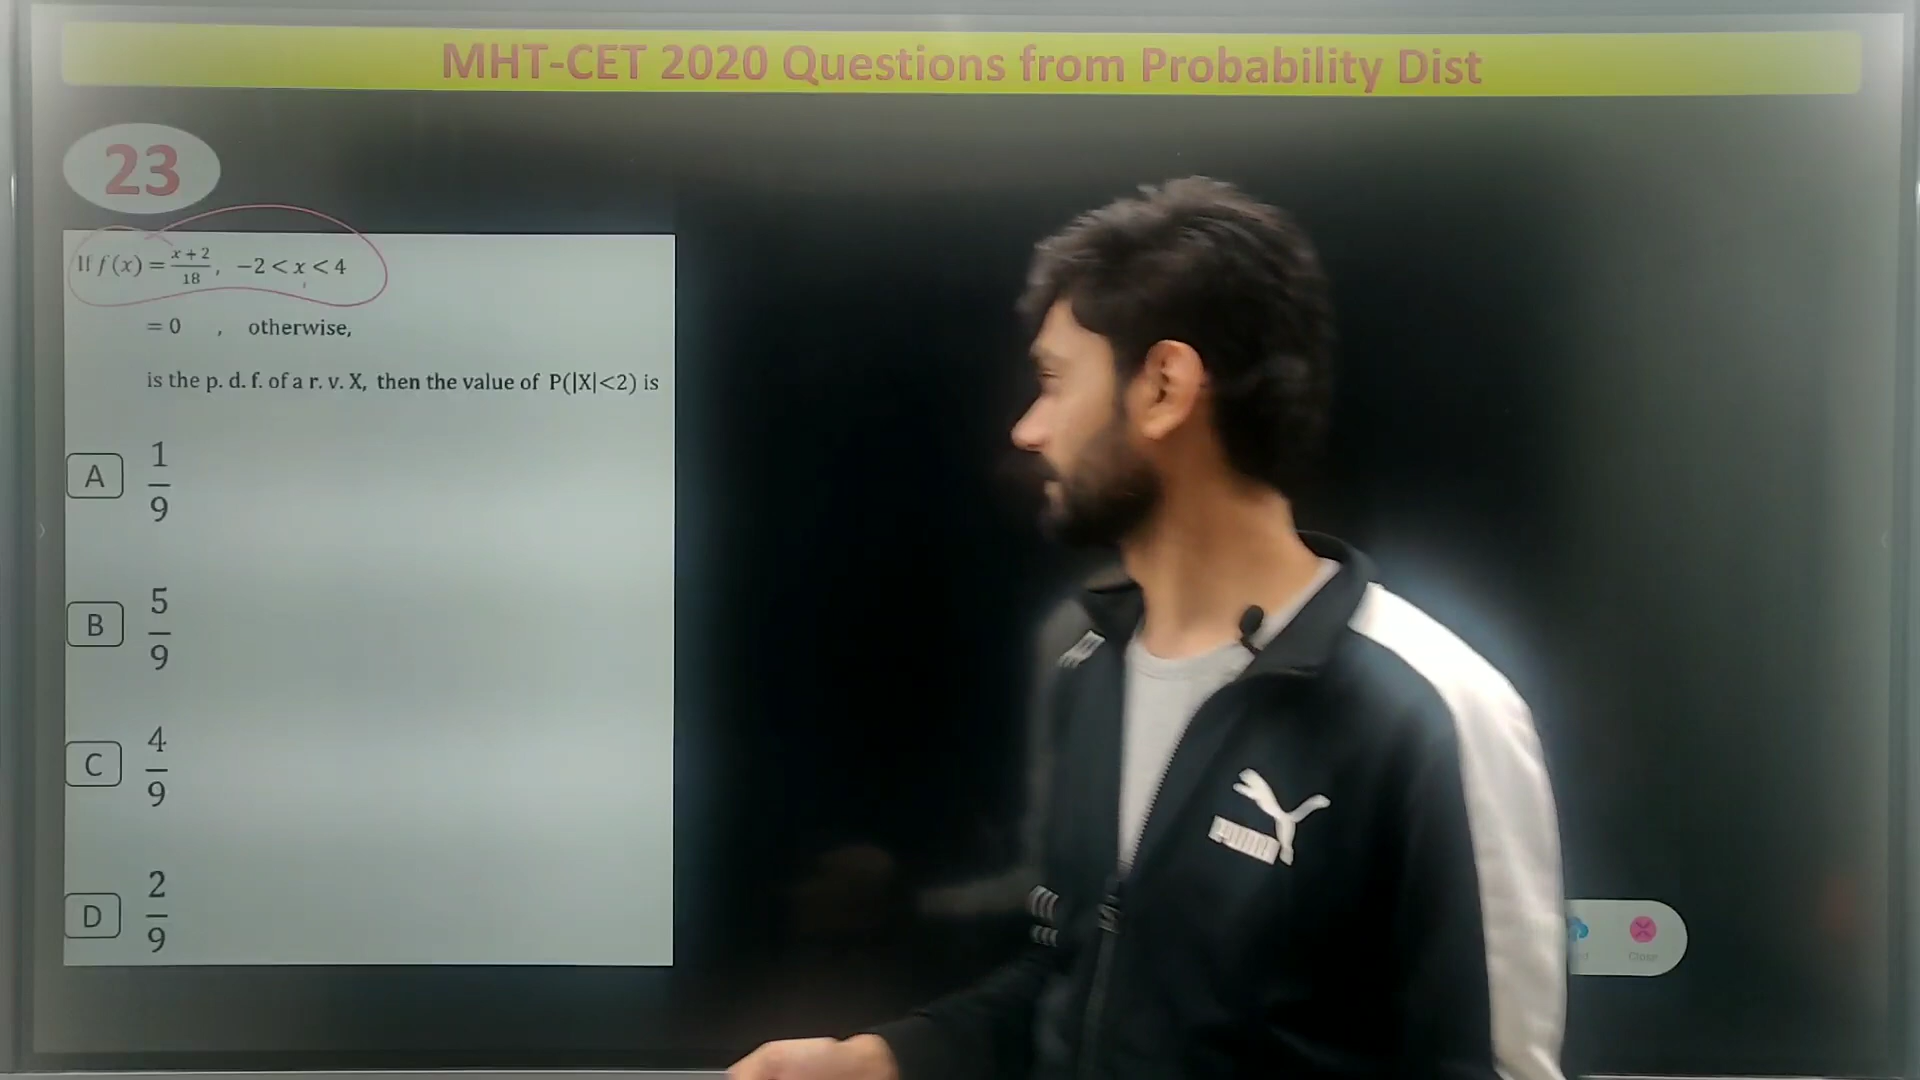 MHT-CET 2020 Questions from Probability Dist
23
If f(x) = x+2/18, −2 < x < 4
= 0 , otherwise,
is the p. d. f. of a r. v. X, then the value of P(|X|<2) is
A 1/9
B 5/9
C 4/9
D 2/9
Close